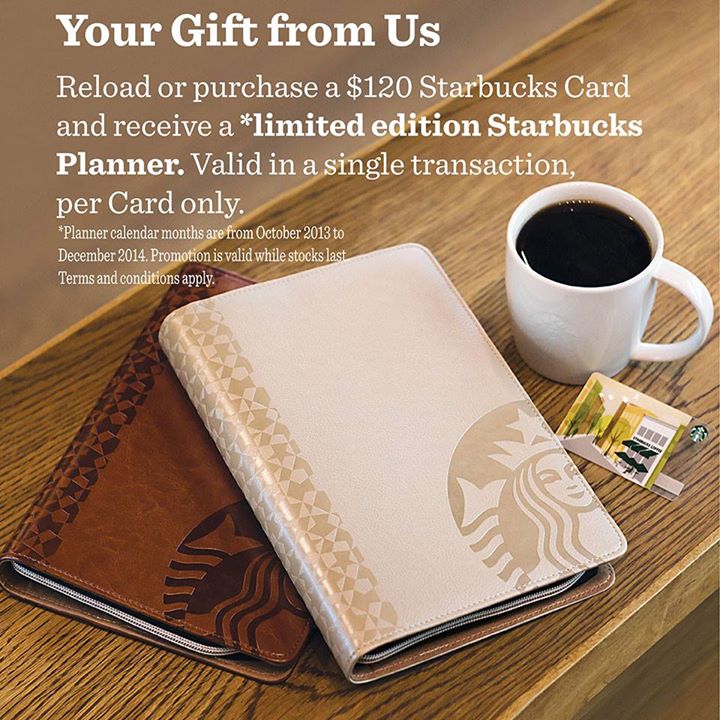 Your Gift from Us
Reload or purchase a $120 Starbucks Card
and receive a *limited edition Starbucks
Planner. Valid in a single transaction,
per Card only.
*Planner calendar months are from October 2013 to
December 2014. Promotion is valid while stocks last.
Terms and conditions apply.